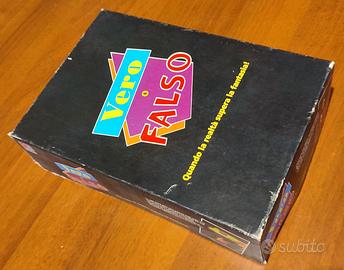 Vero
o
FALSO
Quando la realtà supera la fantasia!
subito